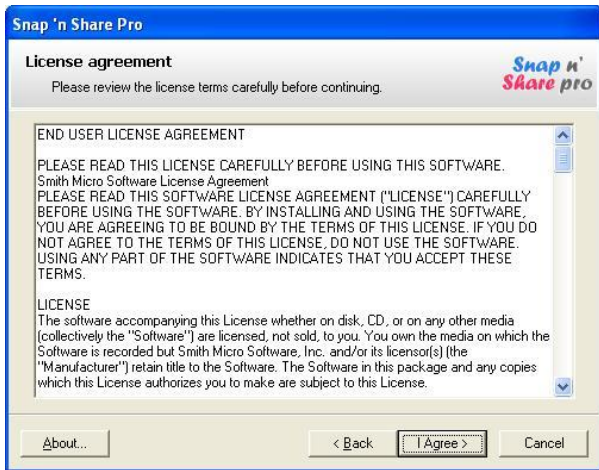 Snap 'n Share Pro
License agreement
Please review the license terms carefully before continuing.
Snap n'
Share pro
END USER LICENSE AGREEMENT
PLEASE READ THIS LICENSE CAREFULLY BEFORE USING THIS SOFTWARE.
Smith Micro Software License Agreement
PLEASE READ THIS SOFTWARE LICENSE AGREEMENT ("LICENSE") CAREFULLY
BEFORE USING THE SOFTWARE. BY INSTALLING AND USING THE SOFTWARE,
YOU ARE AGREEING TO BE BOUND BY THE TERMS OF THIS LICENSE. IF YOU DO
NOT AGREE TO THE TERMS OF THIS LICENSE, DO NOT USE THE SOFTWARE.
USING ANY PART OF THE SOFTWARE INDICATES THAT YOU ACCEPT THESE
TERMS.
LICENSE
The software accompanying this License whether on disk, CD, or on any other media
(collectively the "Software") are licensed, not sold, to you. You own the media on which the
Software is recorded but Smith Micro Software, Inc. and/or its licensor(s) (the
"Manufacturer") retain title to the Software. The Software in this package and any copies
which this License authorizes you to make are subject to this License.
About...
< Back
I Agree >
Cancel